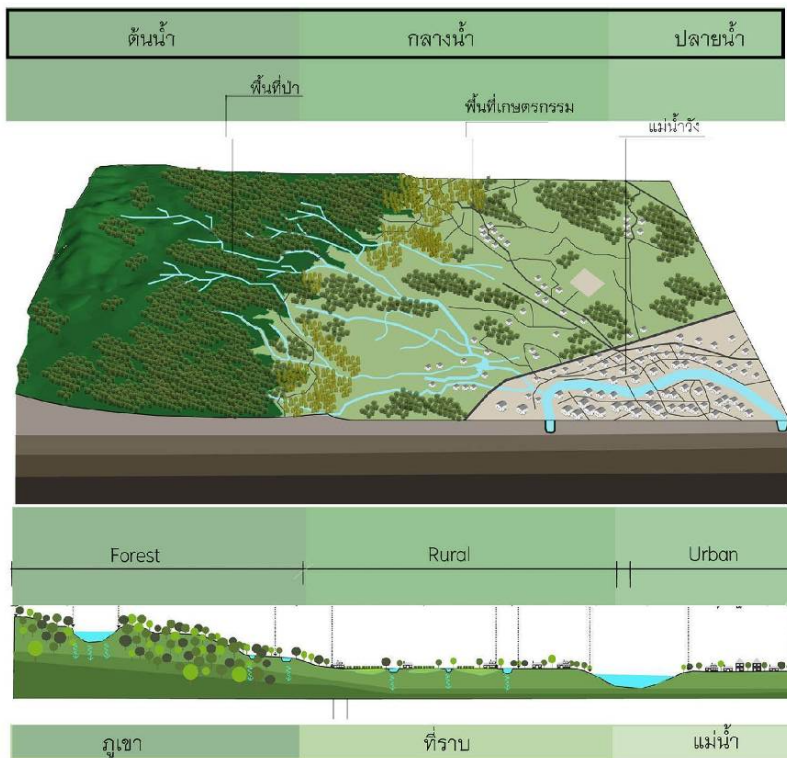 ต้นน้ำ กลางน้ำ ปลายน้ำ
พื้นที่ป่า
พื้นที่เกษตรกรรม
แม่น้ำวัง
Forest Rural Urban
ภูเขา ที่ราบ แม่น้ำ